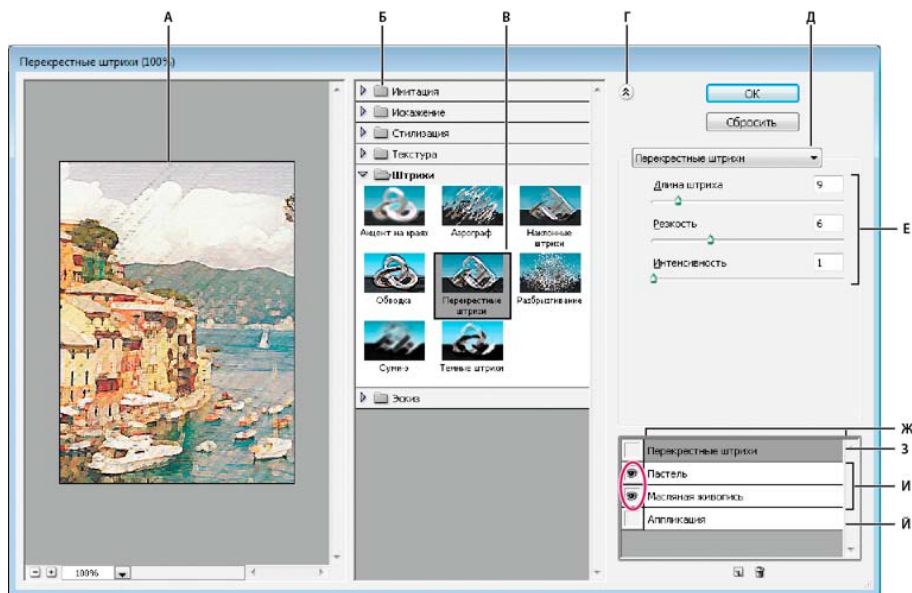 А Б В Г Д
Перекрестные штрихи (100%)
Имитация
Искажение
Стилизация
Текстура
Штрихи
Акцент на краях
Аэрограф
Наклонные штрихи
Обводка
Перекрестные штрихи
Разбрызгивание
Суми-э
Темные штрихи
Эскиз
100%
ОК
Сбросить
Перекрестные штрихи
Длина штриха 9
Резкость 6
Интенсивность 1
Е
Ж
Перекрестные штрихи З
Пастель
И
Масляная живопись
Аппликация Й